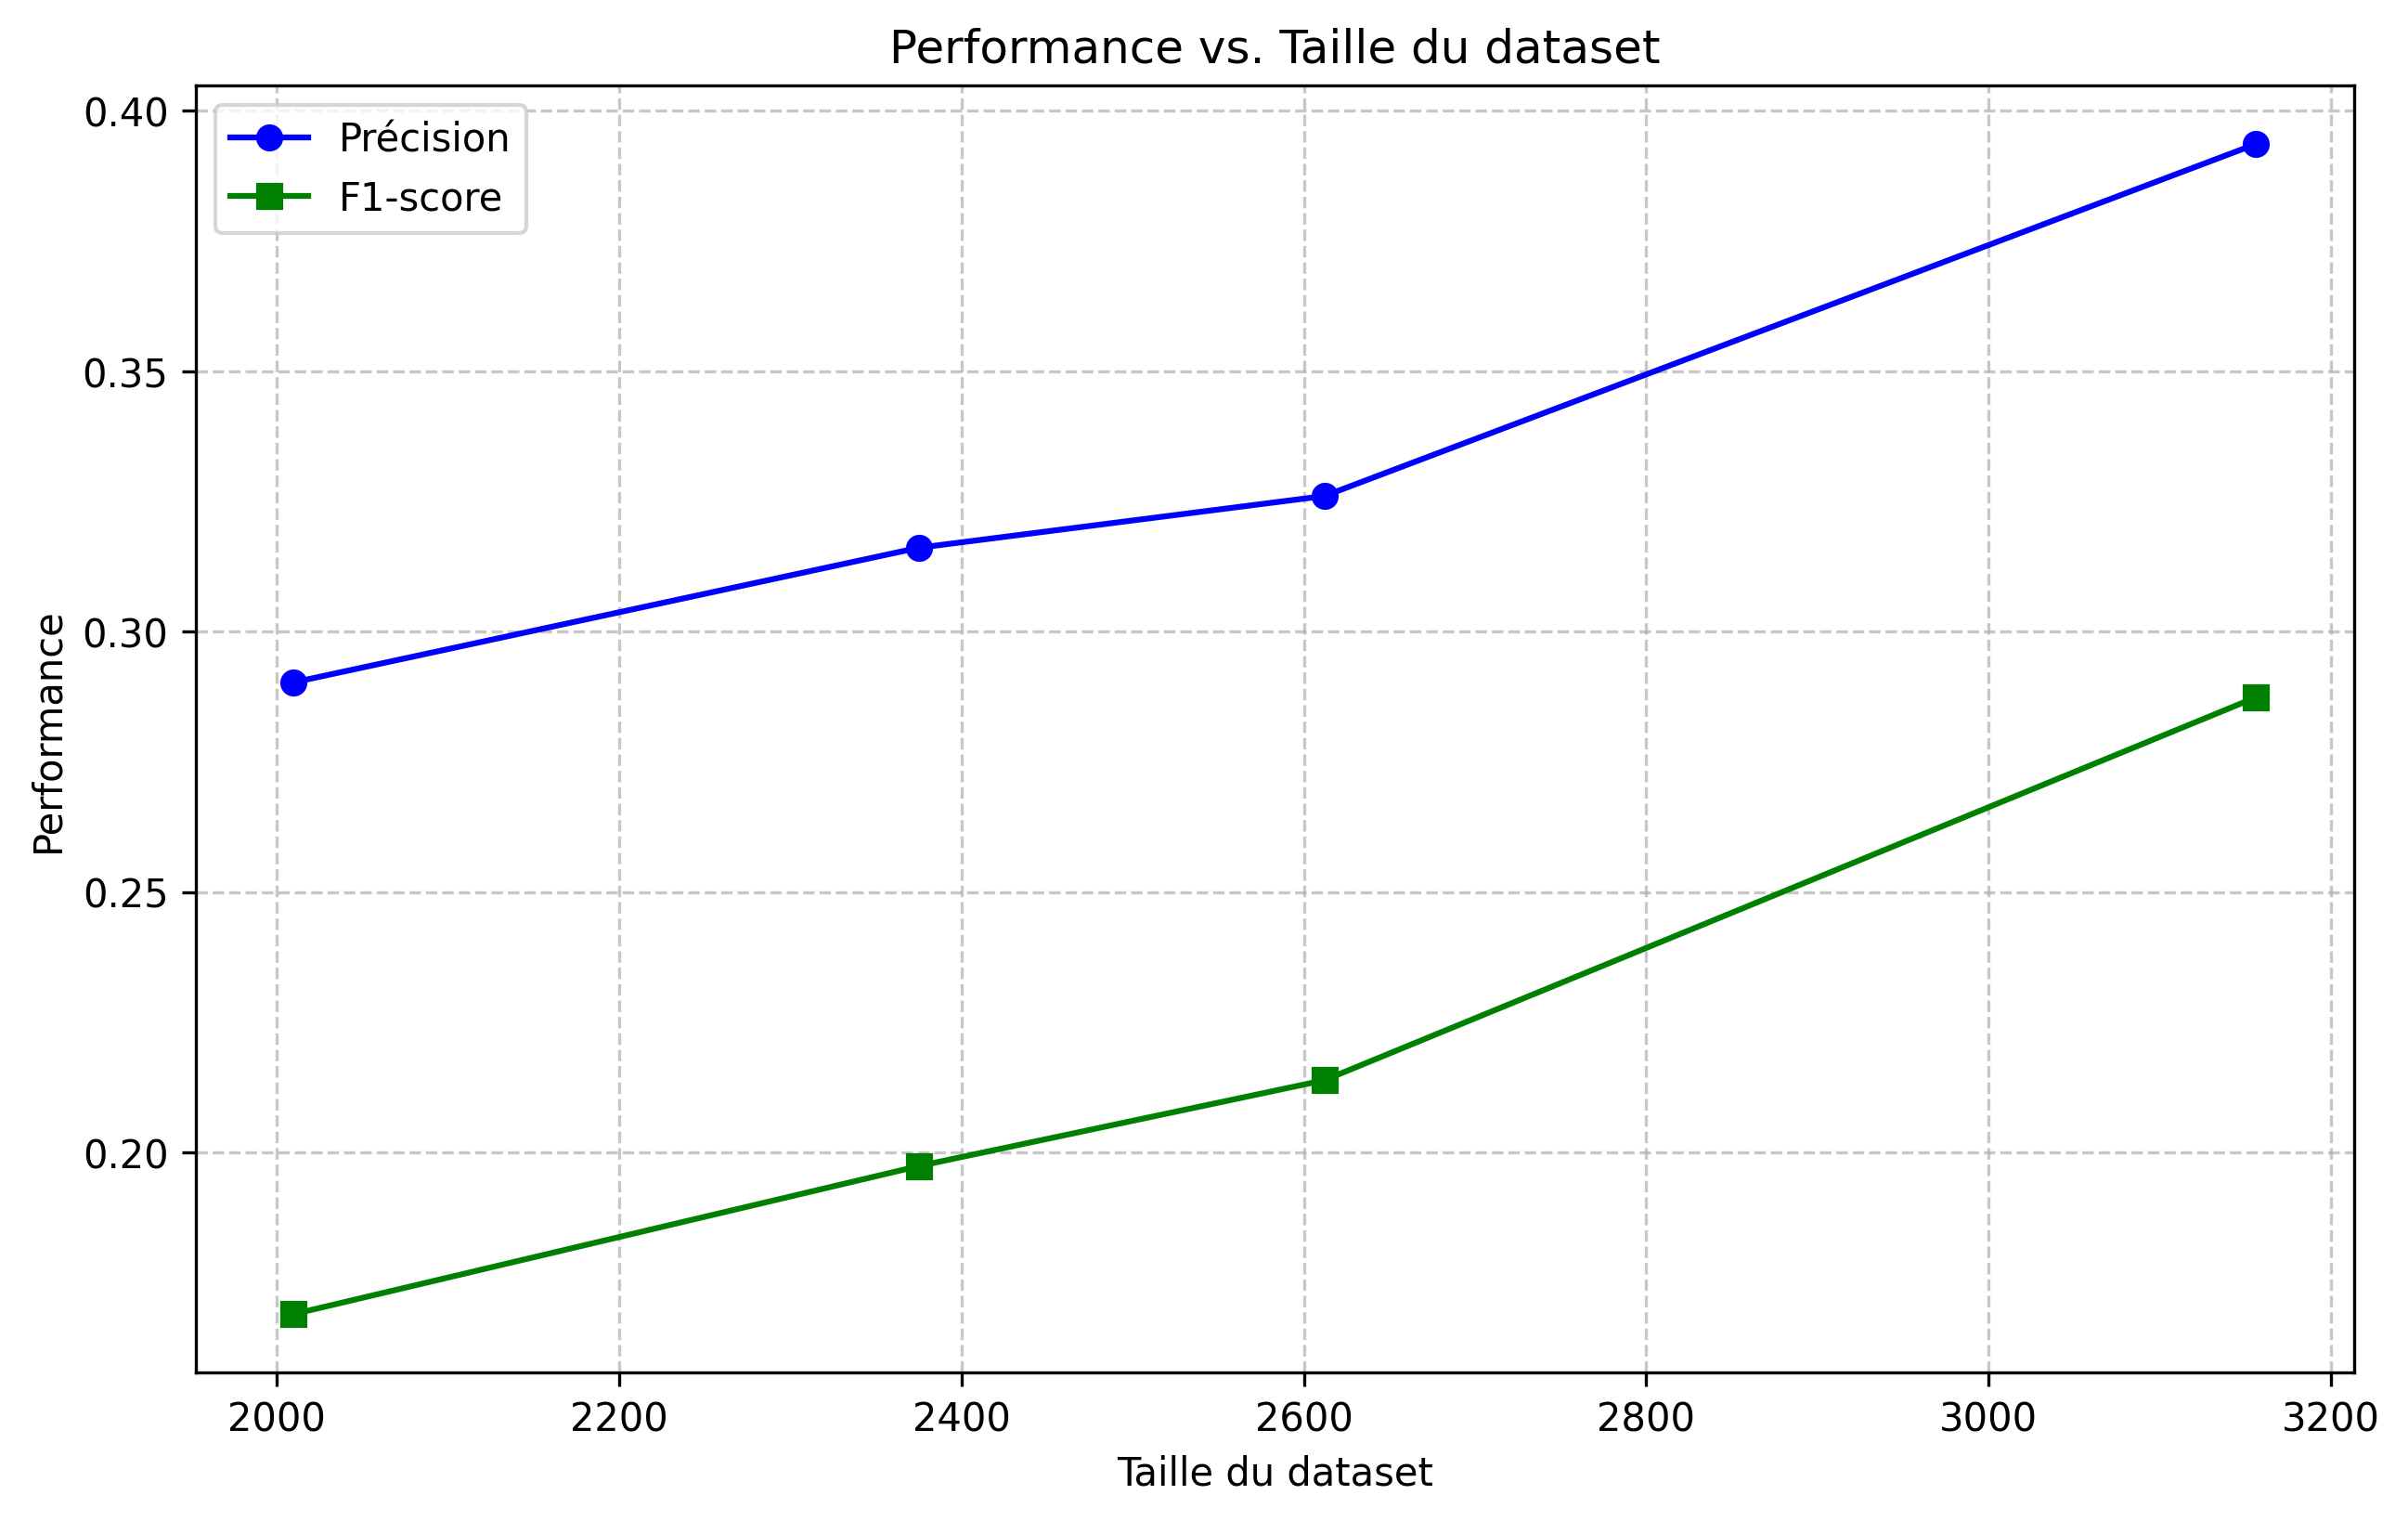 Performance vs. Taille du dataset
Précision
F1-score
0.40
0.35
0.30
0.25
0.20
Performance
2000 2200 2400 2600 2800 3000 3200
Taille du dataset